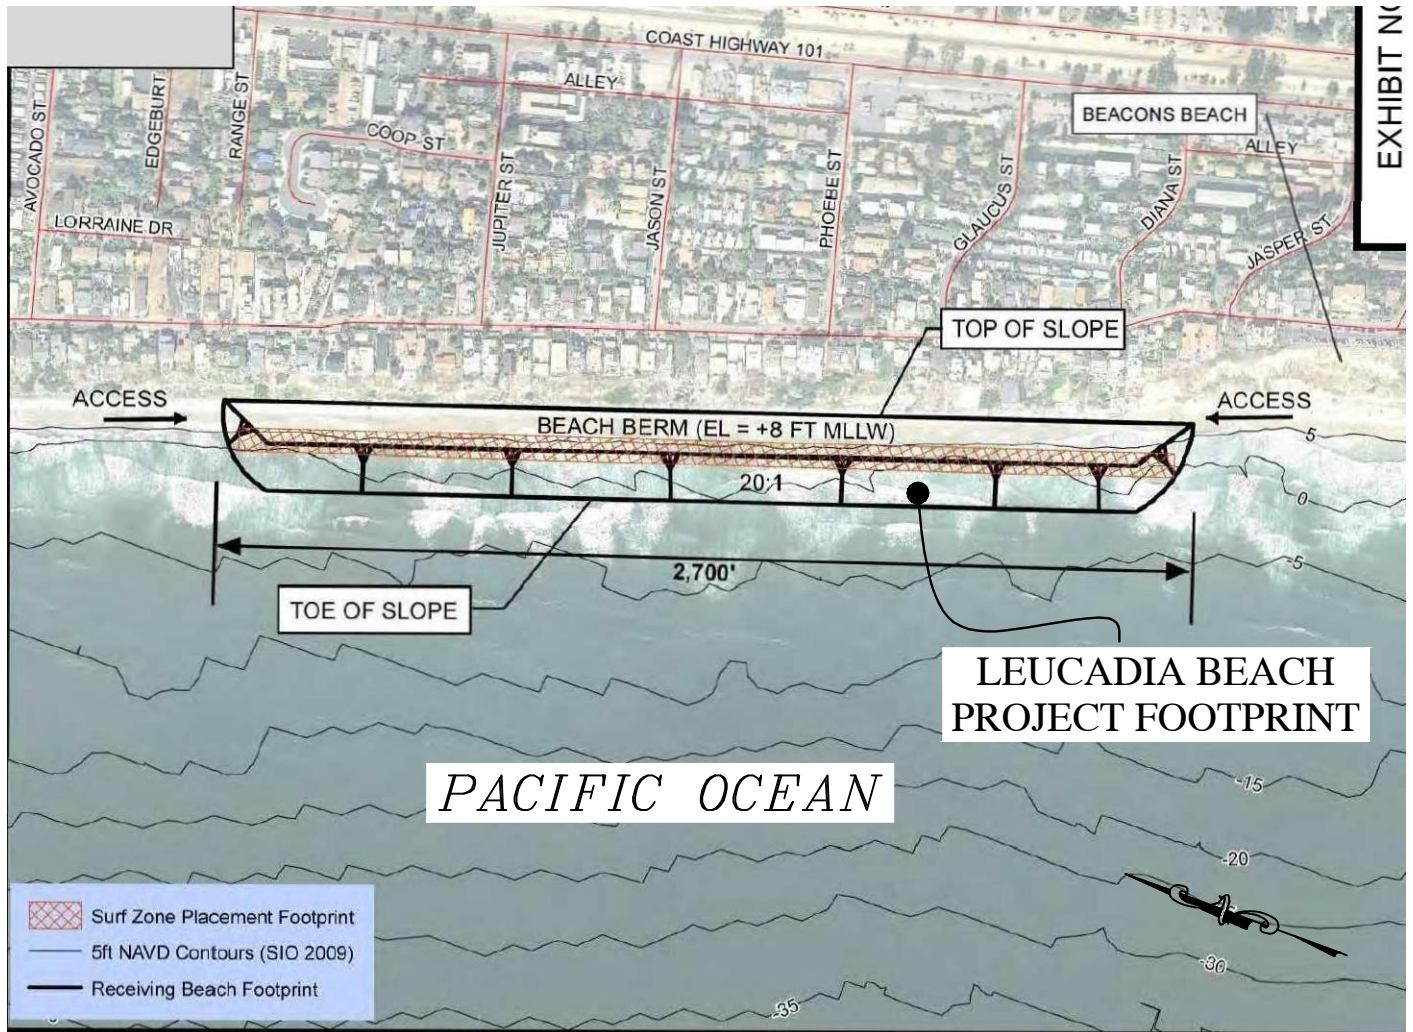 COAST HIGHWAY 101
EXHIBIT NO
ALLEY
BEACONS BEACH
AVOCADO ST
EDGEBURT
RANGE ST
COOP ST
ALLEY
JUPITER ST
JASON ST
PHOEBE ST
GLAUCUS ST
DIANA ST
JASPER ST
LORRAINE DR
TOP OF SLOPE
ACCESS
ACCESS
BEACH BERM (EL = +8 FT MLLW)
5
20:1
0
-5
2,700'
TOE OF SLOPE
LEUCADIA BEACH
PROJECT FOOTPRINT
-15
PACIFIC OCEAN
-20
Surf Zone Placement Footprint
5ft NAVD Contours (SIO 2009)
-30
Receiving Beach Footprint
-35